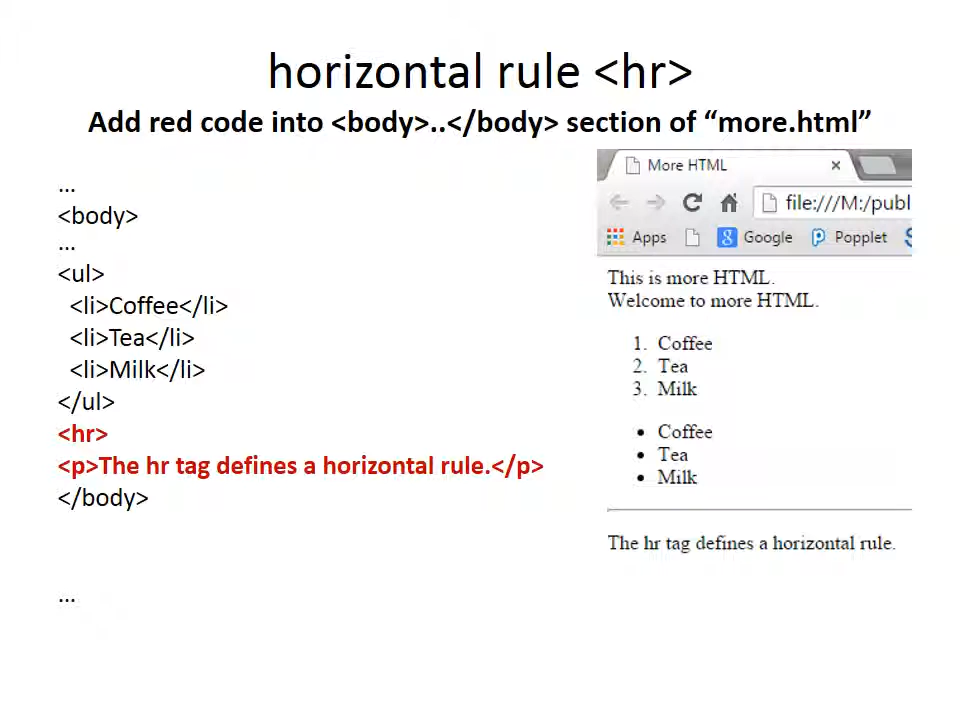 horizontal rule <hr>
Add red code into <body>..</body> section of “more.html”
...
<body>
...
<ul>
<li>Coffee</li>
<li>Tea</li>
<li>Milk</li>
</ul>
<hr>
<p>The hr tag defines a horizontal rule.</p>
</body>
...
More HTML
file:///M:/publ
Apps Google Popplet
This is more HTML.
Welcome to more HTML.
1. Coffee
2. Tea
3. Milk
• Coffee
• Tea
• Milk
The hr tag defines a horizontal rule.